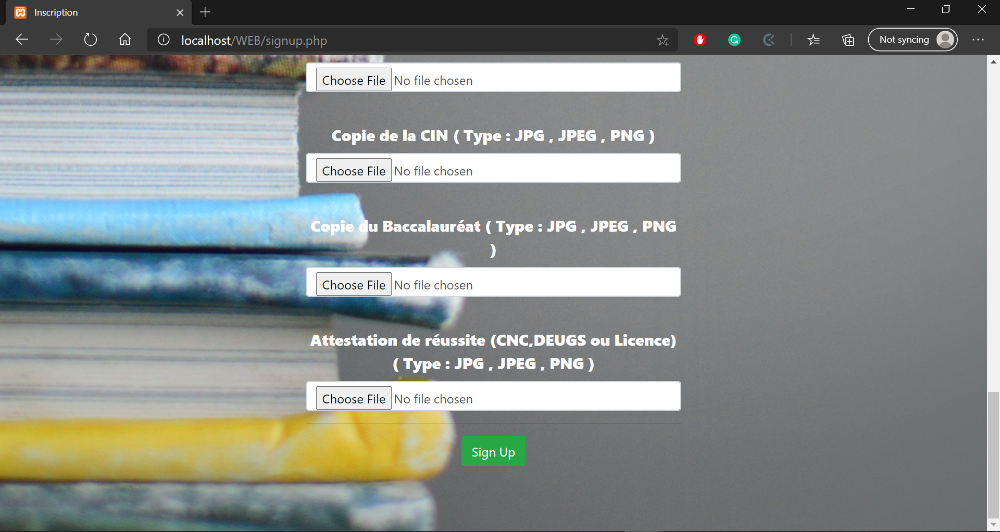 Inscription
localhost/WEB/signup.php
Not syncing
Choose File No file chosen
Copie de la CIN ( Type : JPG , JPEG , PNG )
Choose File No file chosen
Copie du Baccalauréat ( Type : JPG , JPEG , PNG
)
Choose File No file chosen
Attestation de réussite (CNC,DEUGS ou Licence)
( Type : JPG , JPEG , PNG )
Choose File No file chosen
Sign Up